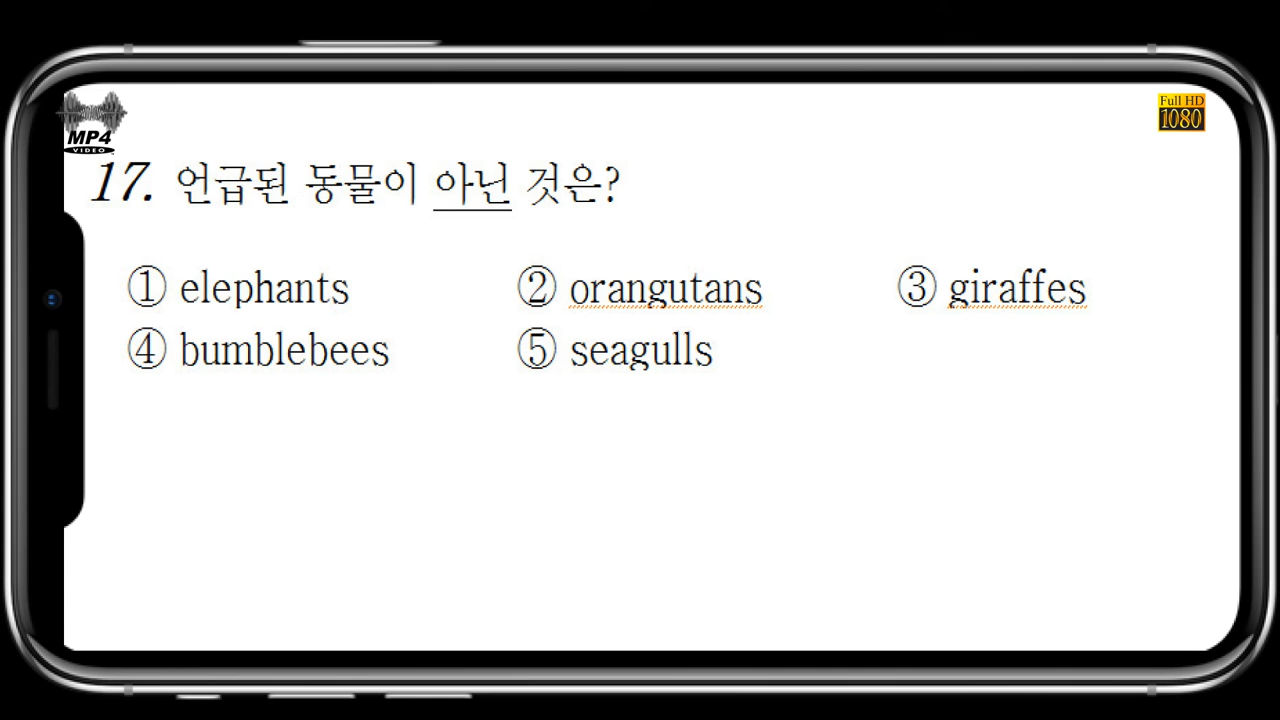 MP4
VIDEO
Full HD
1080
17. 언급된 동물이 아닌 것은?
① elephants ② orangutans ③ giraffes
④ bumblebees ⑤ seagulls